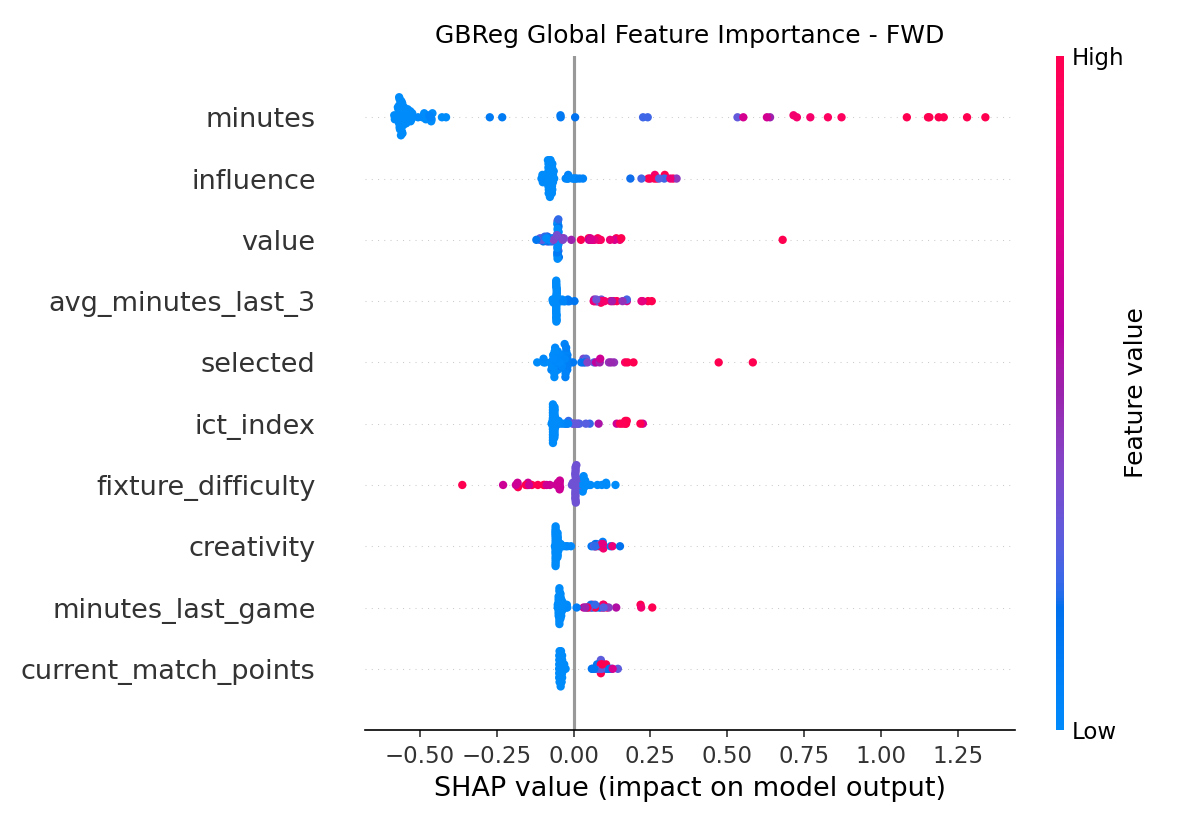 GBReg Global Feature Importance - FWD
High
minutes
influence
value
avg_minutes_last_3
selected
ict_index
fixture_difficulty
creativity
minutes_last_game
current_match_points
Feature value
Low
−0.50 −0.25 0.00 0.25 0.50 0.75 1.00 1.25
SHAP value (impact on model output)